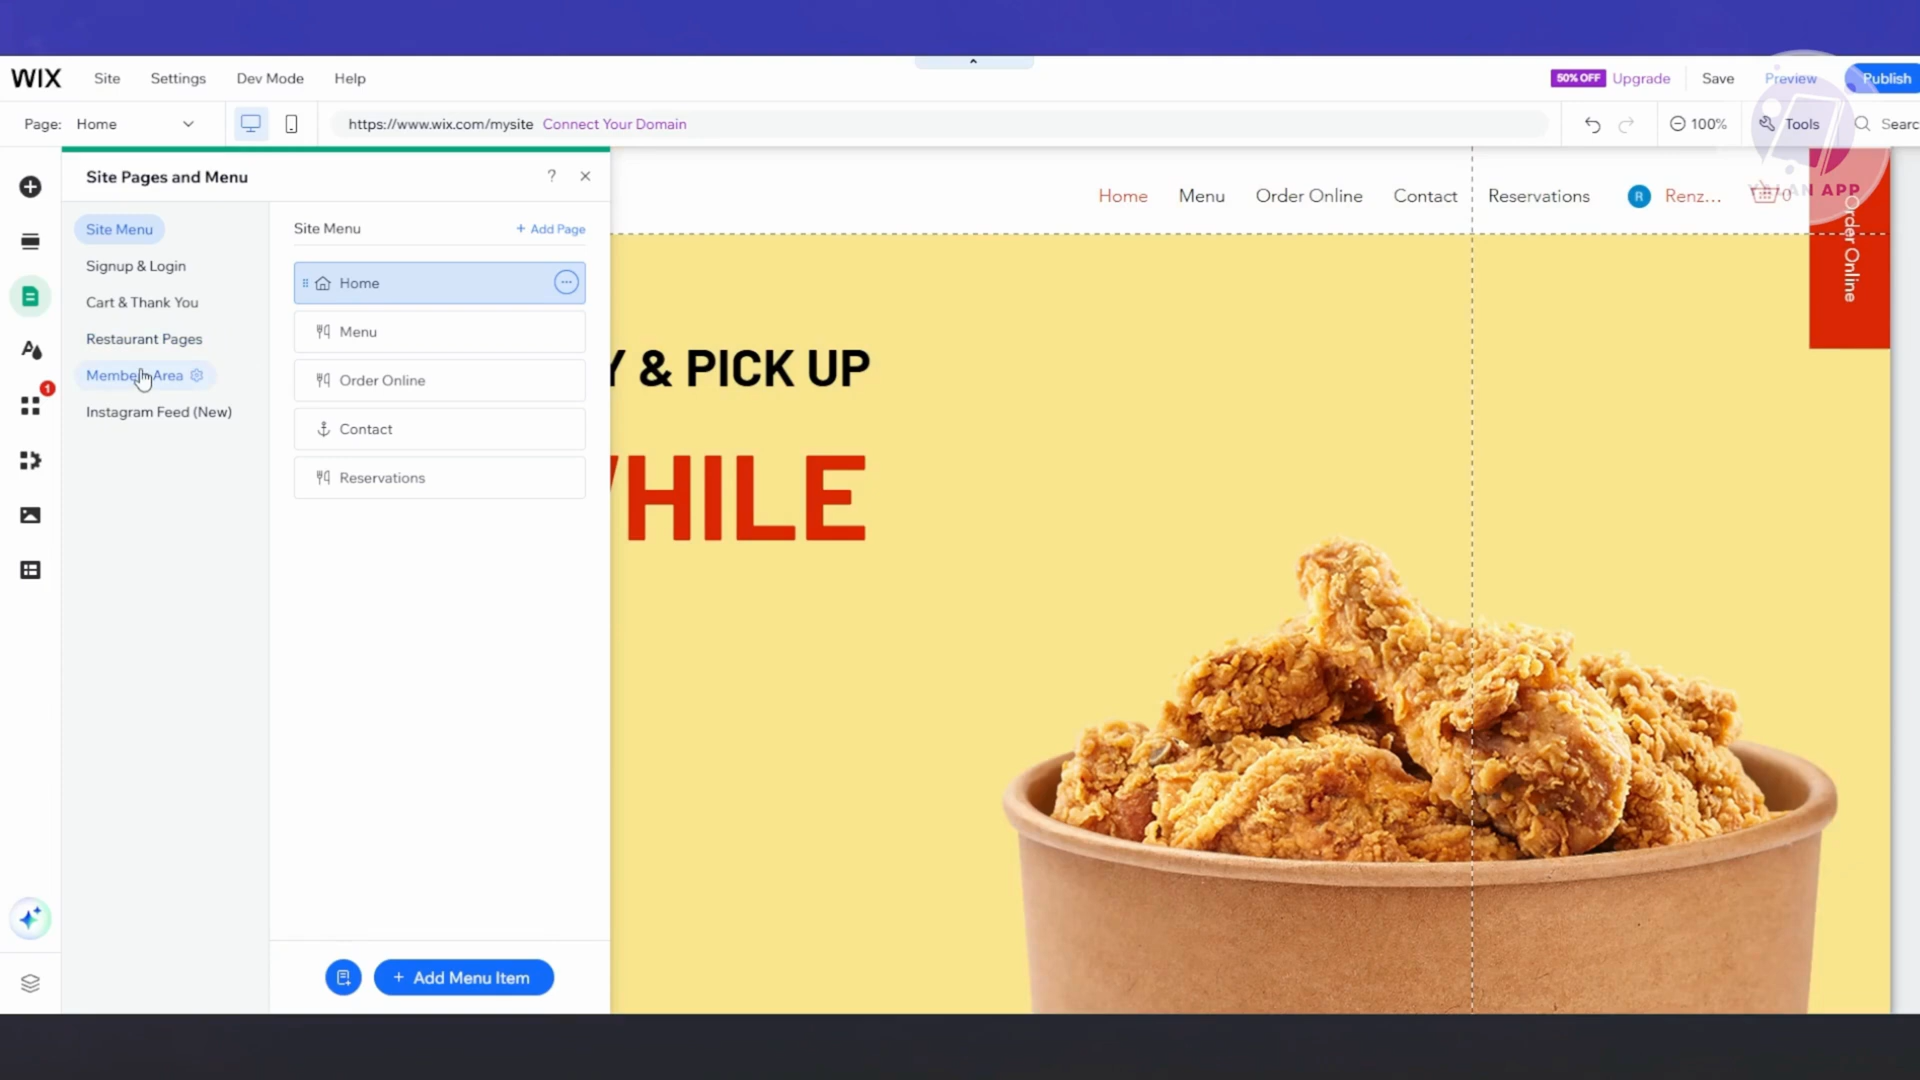 WIX Site Settings Dev Mode Help 50% OFF Upgrade Save Preview Publish
Page: Home https://www.wix.com/mysite Connect Your Domain 100% Tools Searc
Site Pages and Menu ?
Site Menu
Signup & Login
Cart & Thank You
Restaurant Pages
Area
Instagram Feed (New)
1
Site Menu + Add Page
Home
Menu
Order Online
Contact
Reservations
+ Add Menu Item
Home Menu Order Online Contact Reservations R Renz... 0
AN APP
Order Online
Y & PICK UP
HILE